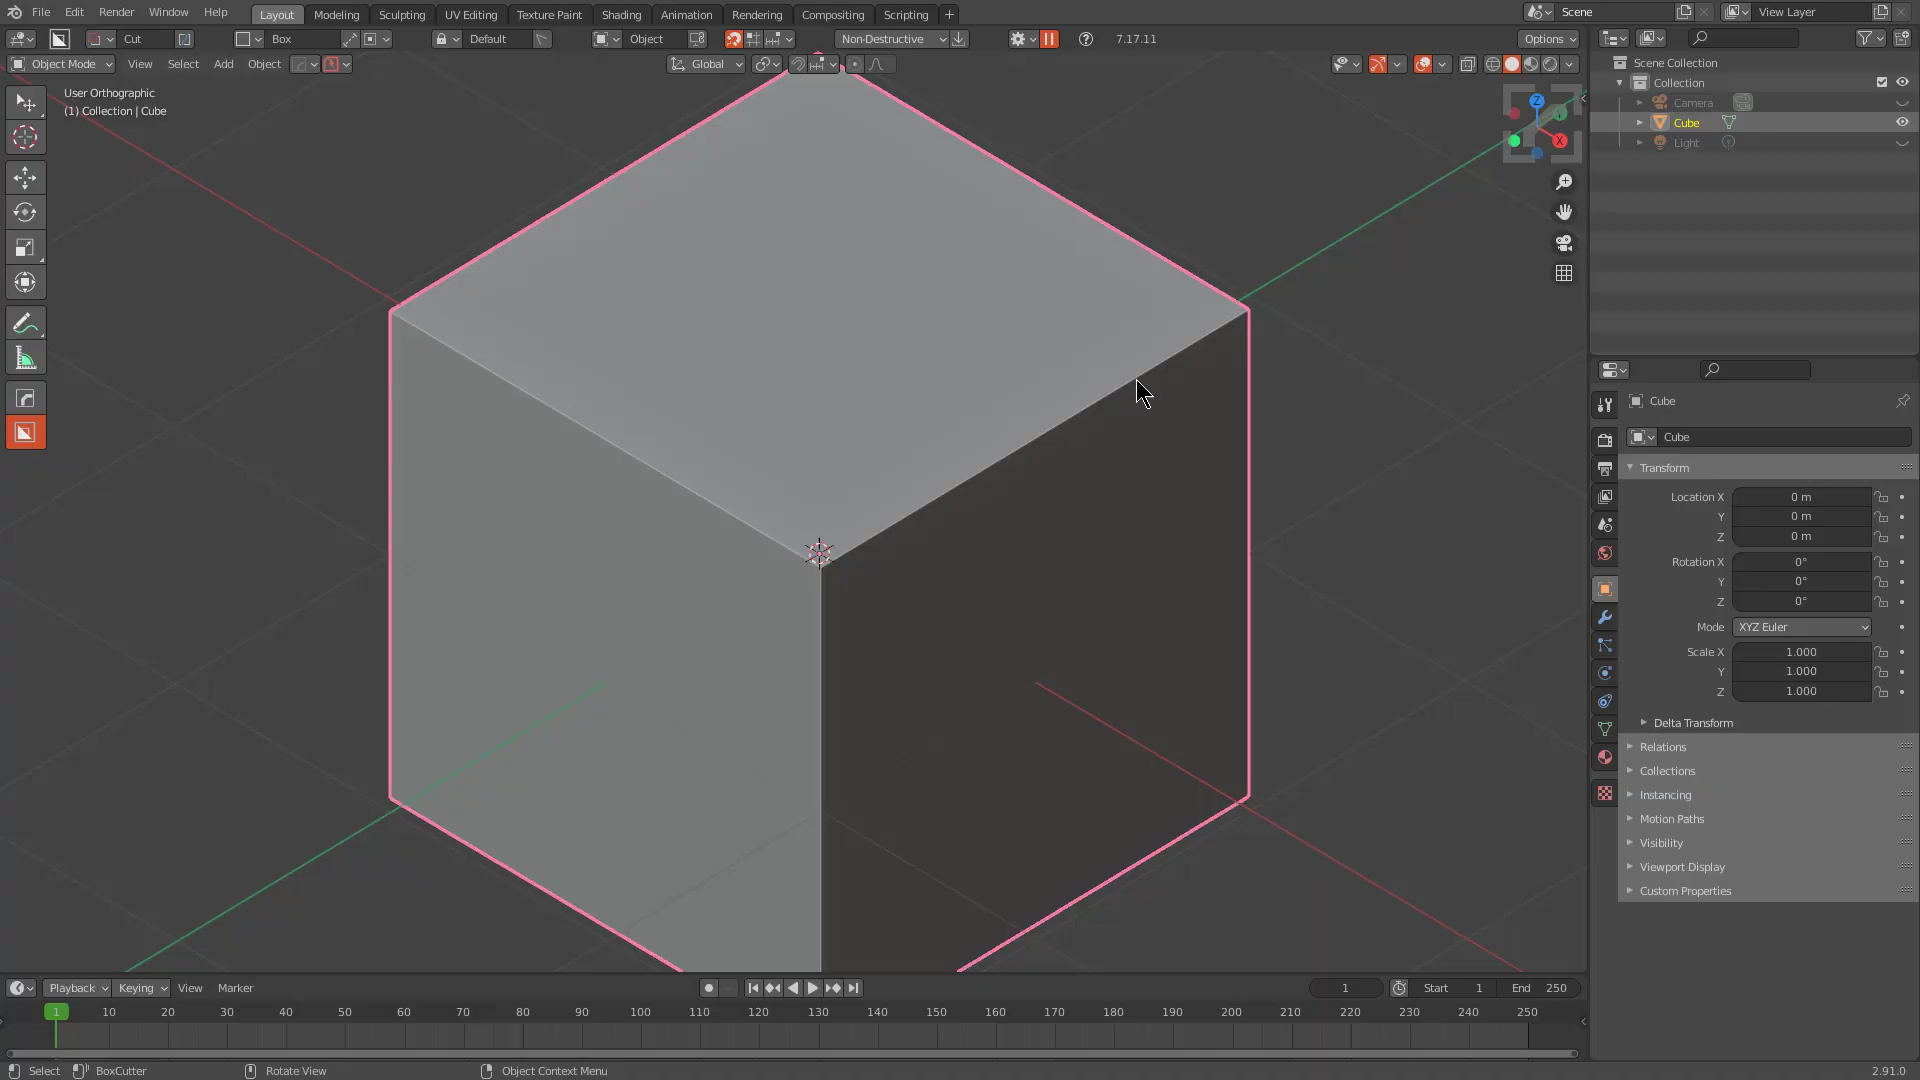 File Edit Render Window Help Layout Modeling Sculpting UV Editing Texture Paint Shading Animation Rendering Compositing Scripting + Scene View Layer
Cut Box Default Object Non-Destructive 7.17.11 Options
Object Mode View Select Add Object Global
User Orthographic
(1) Collection | Cube
Z
X
Scene Collection
Collection
Camera
Cube
Light
Cube
Cube
Transform
Location X 0 m
Y 0 m
Z 0 m
Rotation X 0°
Y 0°
Z 0°
Mode XYZ Euler
Scale X 1.000
Y 1.000
Z 1.000
Delta Transform
Relations
Collections
Instancing
Motion Paths
Visibility
Viewport Display
Custom Properties
Playback Keying View Marker 1 Start 1 End 250
1 10 20 30 40 50 60 70 80 90 100 110 120 130 140 150 160 170 180 190 200 210 220 230 240 250
Select BoxCutter Rotate View Object Context Menu 2.91.0